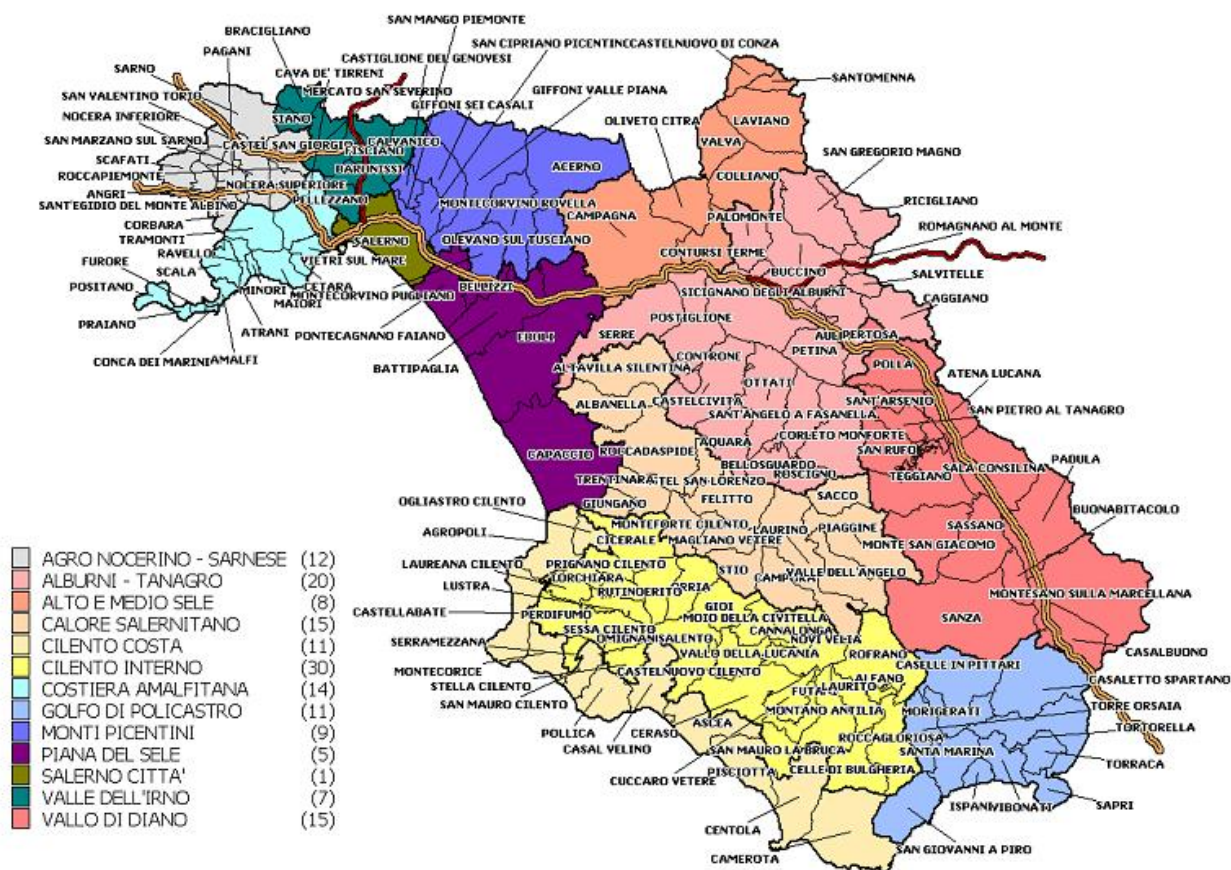 SAN MANGO PIEMONTE
BRACIGLIANO
PAGANI
CASTIGLIONE DEL GENOVESI
SAN CIPRIANO PICENTINO
CASTELNUOVO DI CONZA
SARNO
CAVA DE' TIRRENI
SANTOMENNA
MERCATO SAN SEVERINO
SAN VALENTINO TORIO
GIFFONI SEI CASALI
GIFFONI VALLE PIANA
NOCERA INFERIORE
SIANO
OLIVETO CITRA
LAVIANO
SAN MARZANO SUL SARNO
CASTEL SAN GIORGIO
FISCIANO
CALVANICO
VALVA
SAN GREGORIO MAGNO
SCAFATI
BARONISSI
ACERNO
ROCCAPIEMONTE
COLLIANO
ANGRI
NOCERA SUPERIORE
SANT'EGIDIO DEL MONTE ALBINO
PELLEZZANO
MONTECORVINO ROVELLA
CAMPAGNA
PALOMONTE
RICIGLIANO
CORBARA
ROMAGNANO AL MONTE
TRAMONTI
SALERNO
OLEVANO SUL TUSCIANO
RAVELLO
VIETRI SUL MARE
CONTURSI TERME
FURORE
SCALA
BUCCINO
SALVITELLE
POSITANO
CETARA
MINORI
BELLIZZI
SICIGNANO DEGLI ALBURNI
MONTECORVINO PUGLIANO
MAIORI
CAGGIANO
PRAIANO
ATRANI
PONTECAGNANO FAIANO
POSTIGLIONE
EBOLI
SERRE
AULETTA
PERTOSA
CONCA DEI MARINI
AMALFI
BATTIPAGLIA
CONTRONE
PETINA
ALTAVILLA SILENTINA
POLLA
ATENA LUCANA
OTTATI
ALBANELLA
CASTELCIVITA
SANT'ARSENIO
SANT'ANGELO A FASANELLA
SAN PIETRO AL TANAGRO
AQUARA
CORLETO MONFORTE
CAPACCIO
ROCCADASPIDE
SAN RUFO
PADULA
BELLOSGUARDO
SALA CONSILINA
ROSCIGNO
TEGGIANO
TRENTINARA
CASTEL SAN LORENZO
OGLIASTRO CILENTO
FELITTO
SACCO
GIUNGANO
BUONABITACOLO
AGROPOLI
MONTEFORTE CILENTO
LAURINO
PIAGGINE
SASSANO
CICERALE
MAGLIANO VETERE
MONTE SAN GIACOMO
LAUREANA CILENTO
PRIGNANO CILENTO
STIO
VALLE DELL'ANGELO
TORCHIARA
CAMPORA
LUSTRA
RUTINO
ORRIA
MONTESANO SULLA MARCELLANA
CASTELLABATE
PERDIFUMO
GIOI
MOIO DELLA CIVITELLA
SANZA
SESSA CILENTO
CANNALONGA
SERRAMEZZANA
OMIGNANO
SALENTO
NOVI VELIA
CASALBUONO
VALLO DELLA LUCANIA
ROFRANO
MONTECORICE
CASTELNUOVO CILENTO
CASELLE IN PITTARI
STELLA CILENTO
ALFANO
CASALETTO SPARTANO
LAURITO
FUTANI
SAN MAURO CILENTO
MONTANO ANTILIA
MORIGERATI
TORRE ORSAIA
ASCEA
TORTORELLA
POLLICA
CERASO
ROCCAGLORIOSA
CASAL VELINO
SAN MAURO LA BRUCA
SANTA MARINA
TORRACA
CUCCARO VETERE
PISCIOTTA
CELLE DI BULGHERIA
ISPANI
VIBONATI
SAPRI
CENTOLA
SAN GIOVANNI A PIRO
CAMEROTA
AGRO NOCERINO - SARNESE (12)
ALBURNI - TANAGRO (20)
ALTO E MEDIO SELE (8)
CALORE SALERNITANO (15)
CILENTO COSTA (11)
CILENTO INTERNO (30)
COSTIERA AMALFITANA (14)
GOLFO DI POLICASTRO (11)
MONTI PICENTINI (9)
PIANA DEL SELE (5)
SALERNO CITTA' (1)
VALLE DELL'IRNO (7)
VALLO DI DIANO (15)